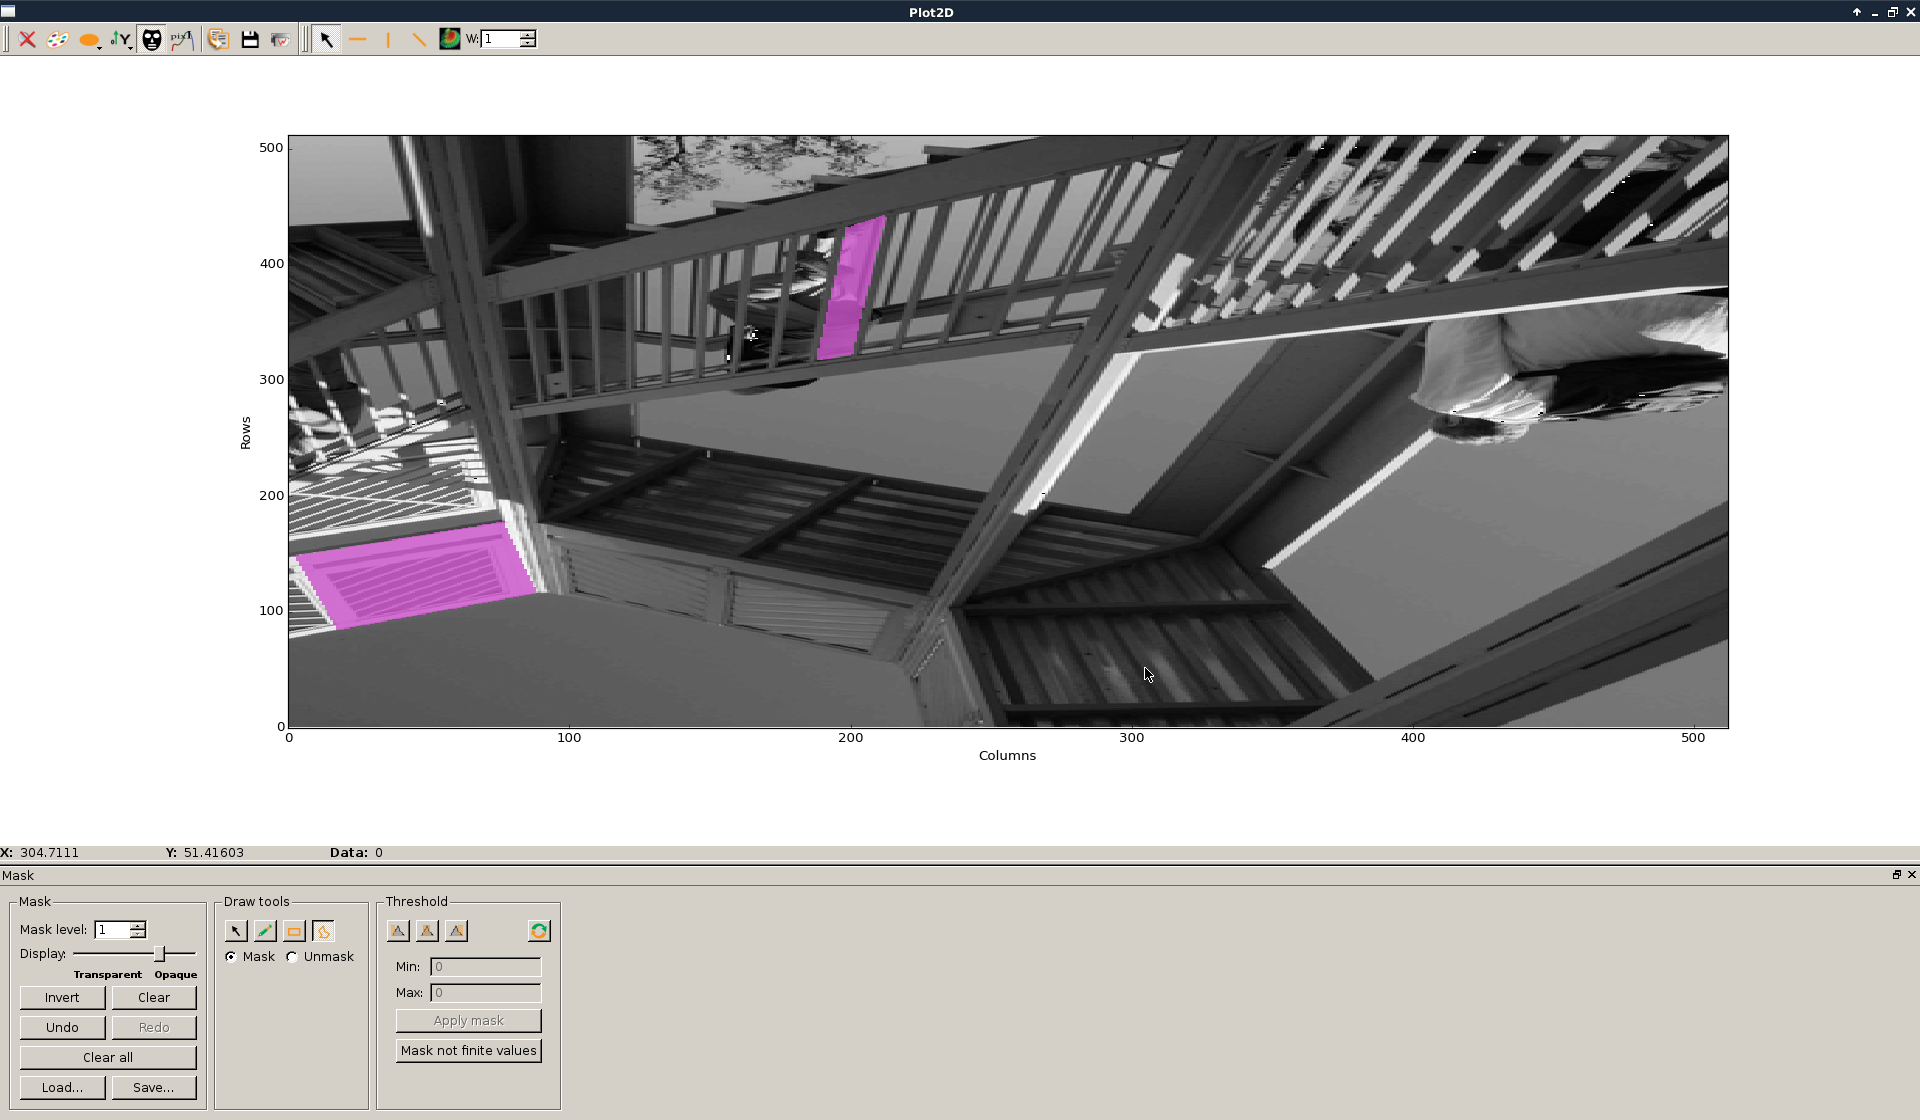 Plot2D
W: 1
500
400
300
200
100
0
Rows
0 100 200 300 400 500
Columns
X: 304.7111 Y: 51.41603 Data: 0
Mask
Mask Draw tools Threshold
Mask level: 1
Display:
Transparent Opaque
Mask Unmask
Min: 0
Max: 0
Invert Clear
Undo Redo
Apply mask
Clear all
Mask not finite values
Load... Save...